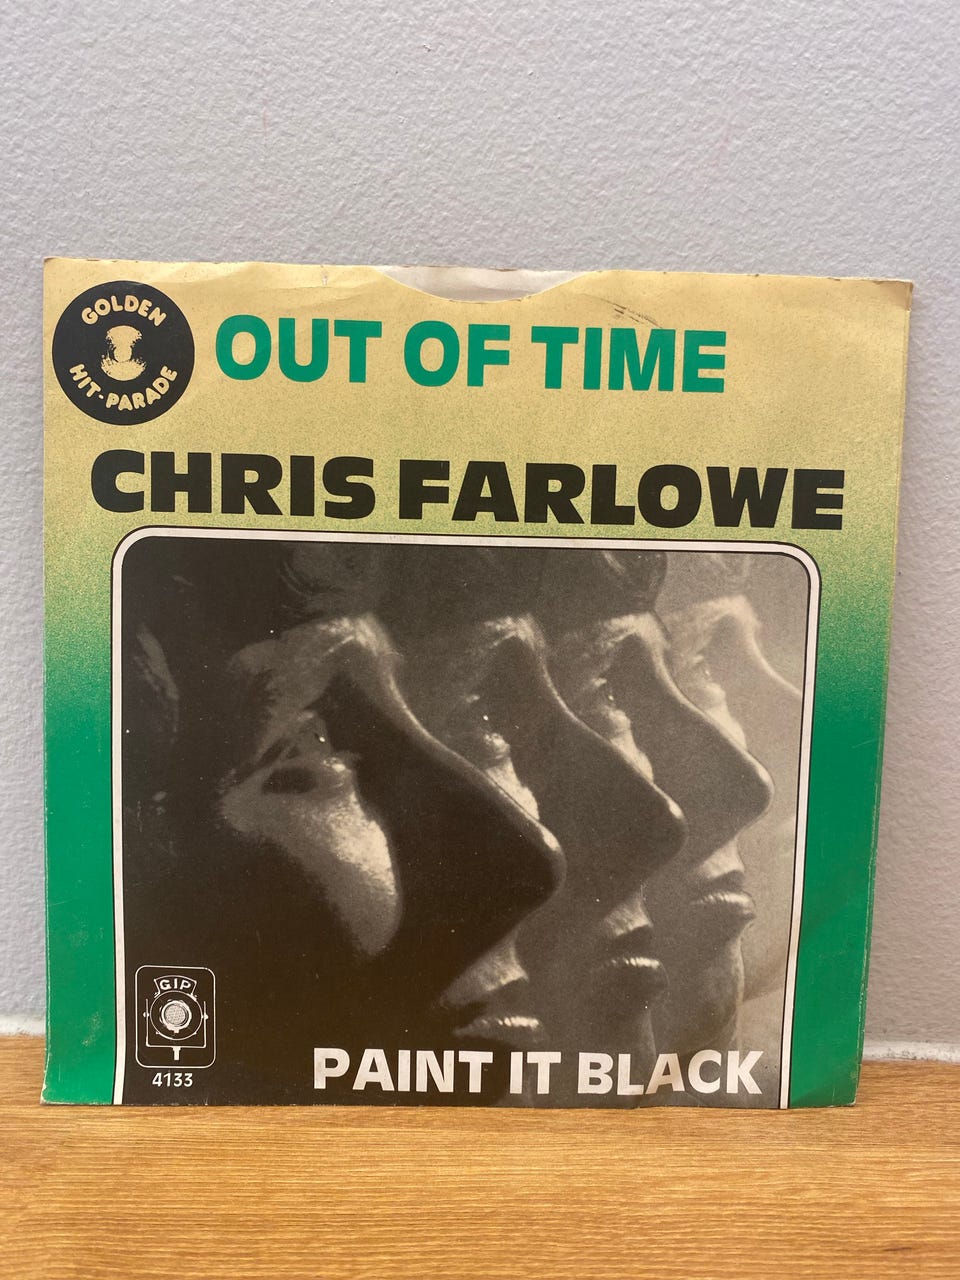 GOLDEN
HIT-PARADE
OUT OF TIME
CHRIS FARLOWE
GIP
4133
PAINT IT BLACK